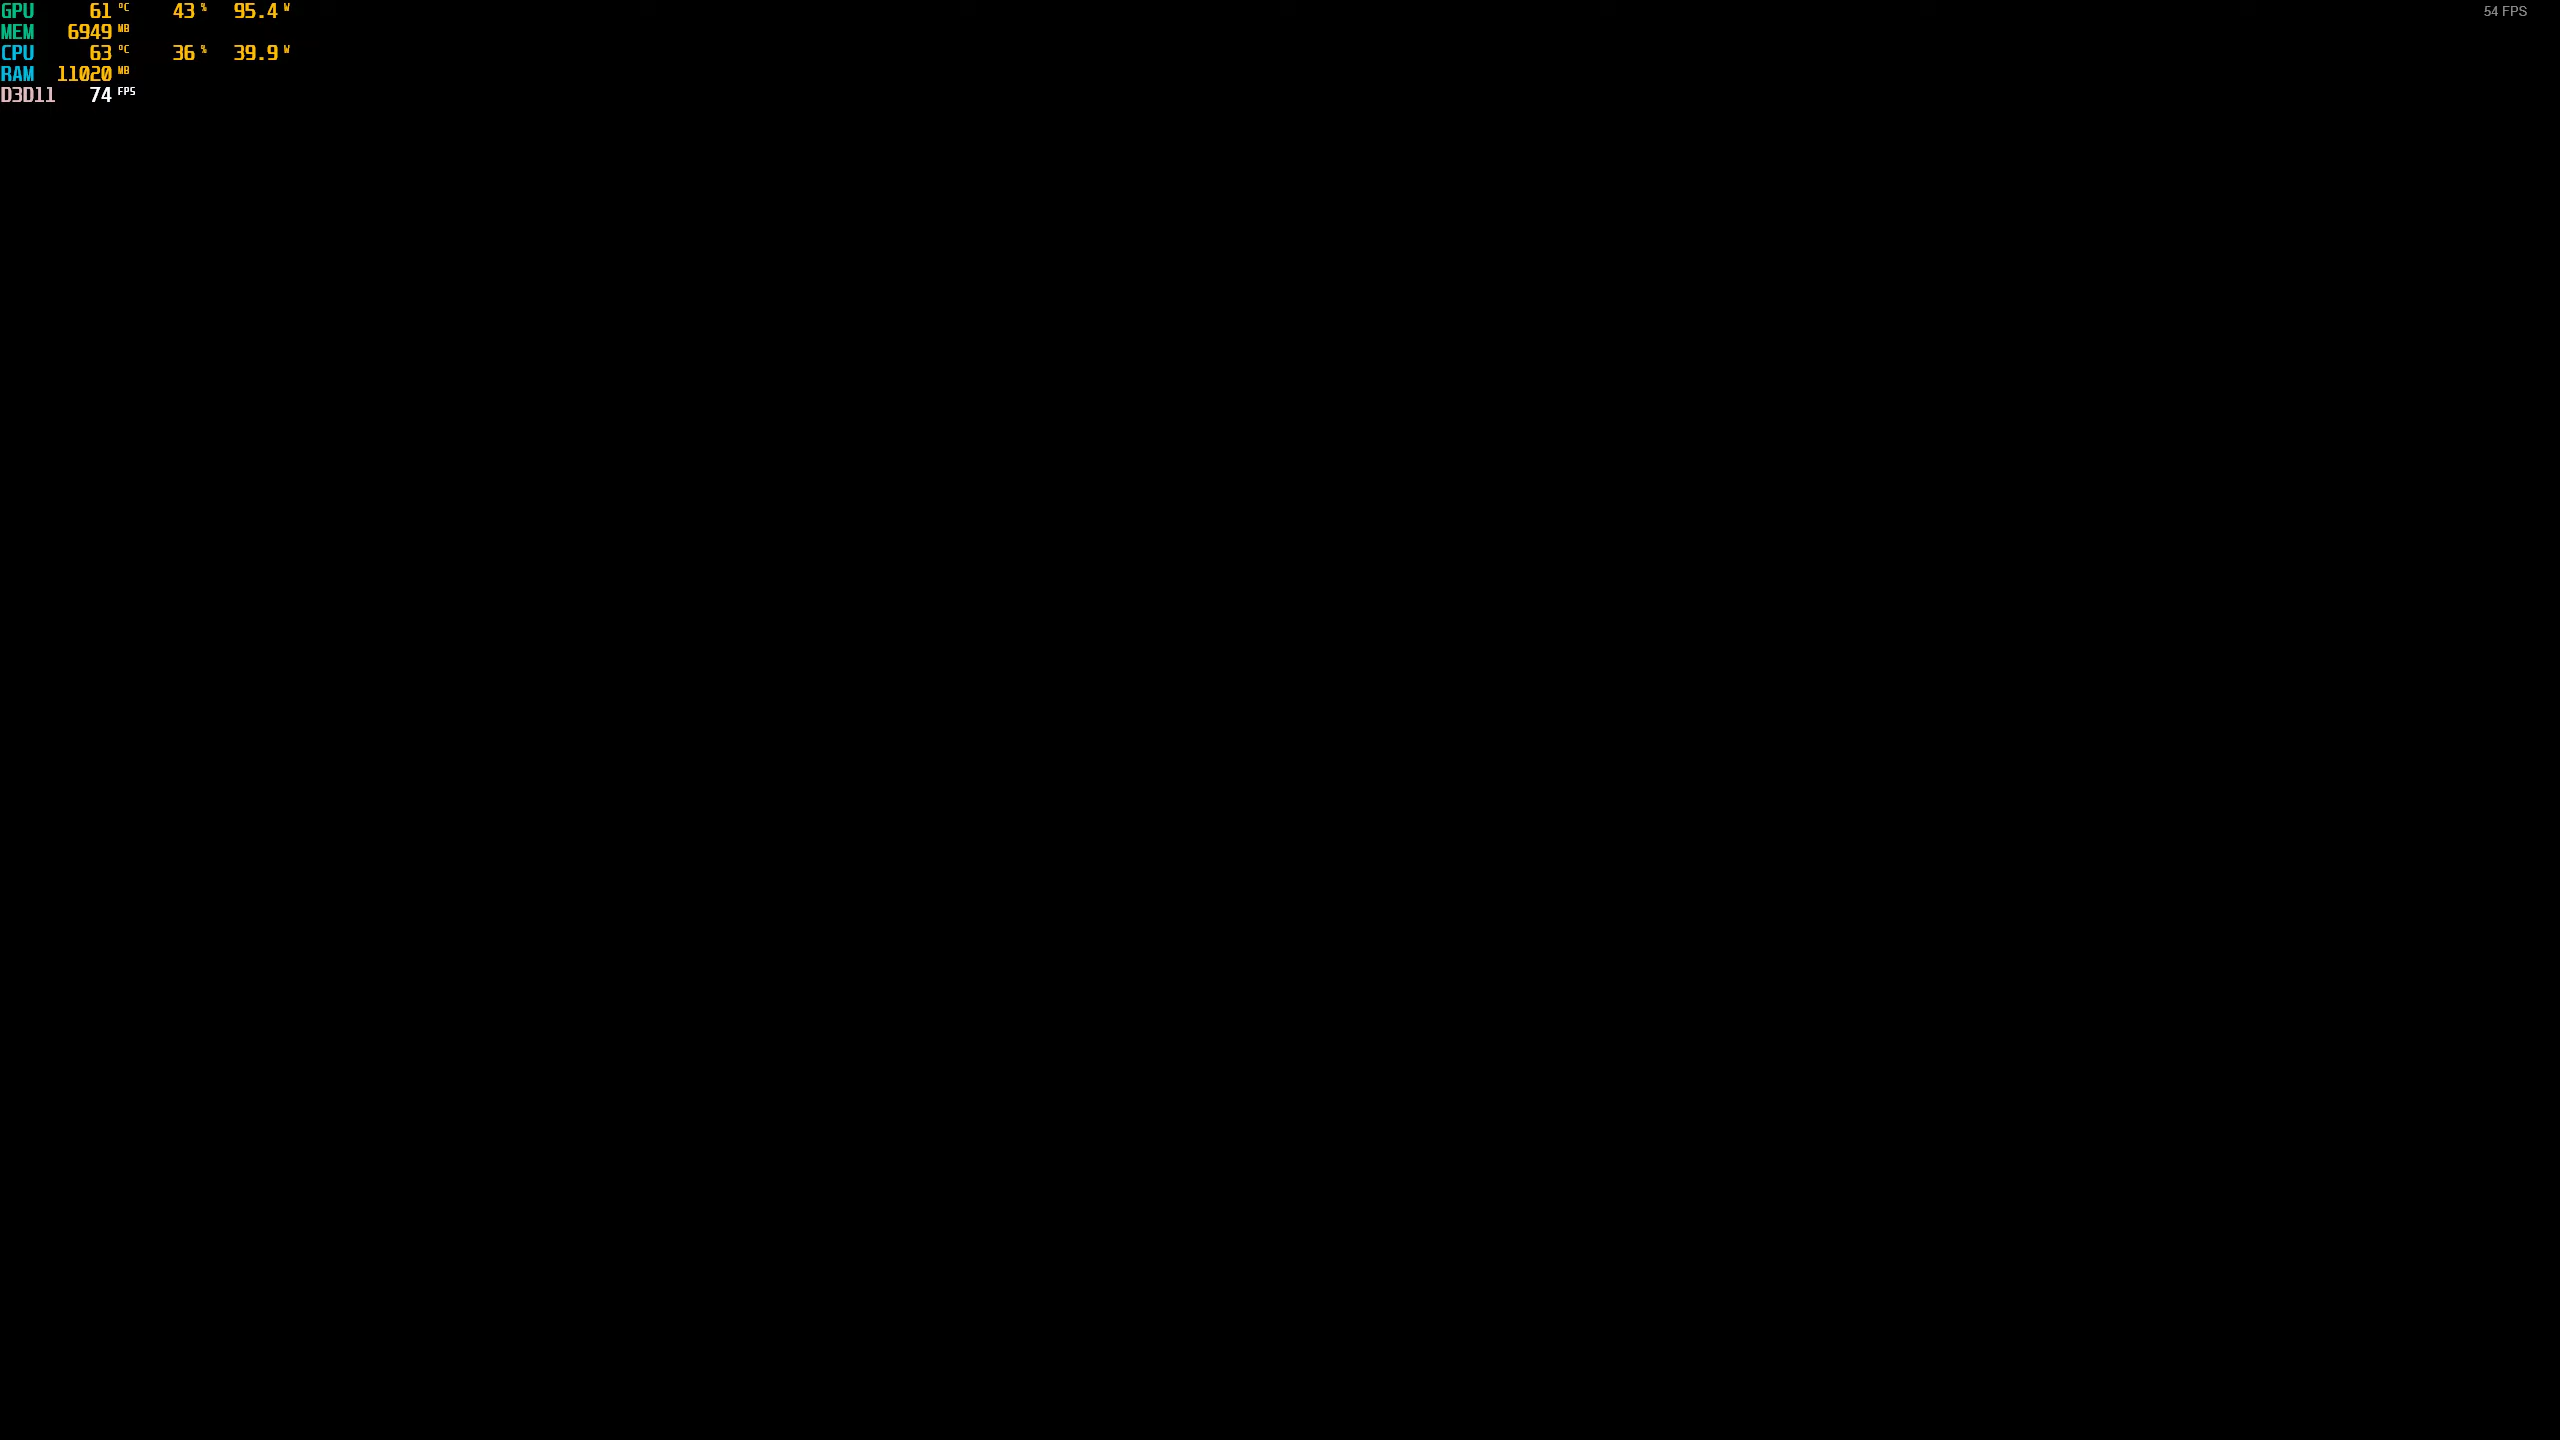 GPU 61 °C 43 % 95.4 W
54 FPS
MEM 6949 MB
CPU 63 °C 36 % 39.9 W
RAM 11020 MB
D3D11 74 FPS